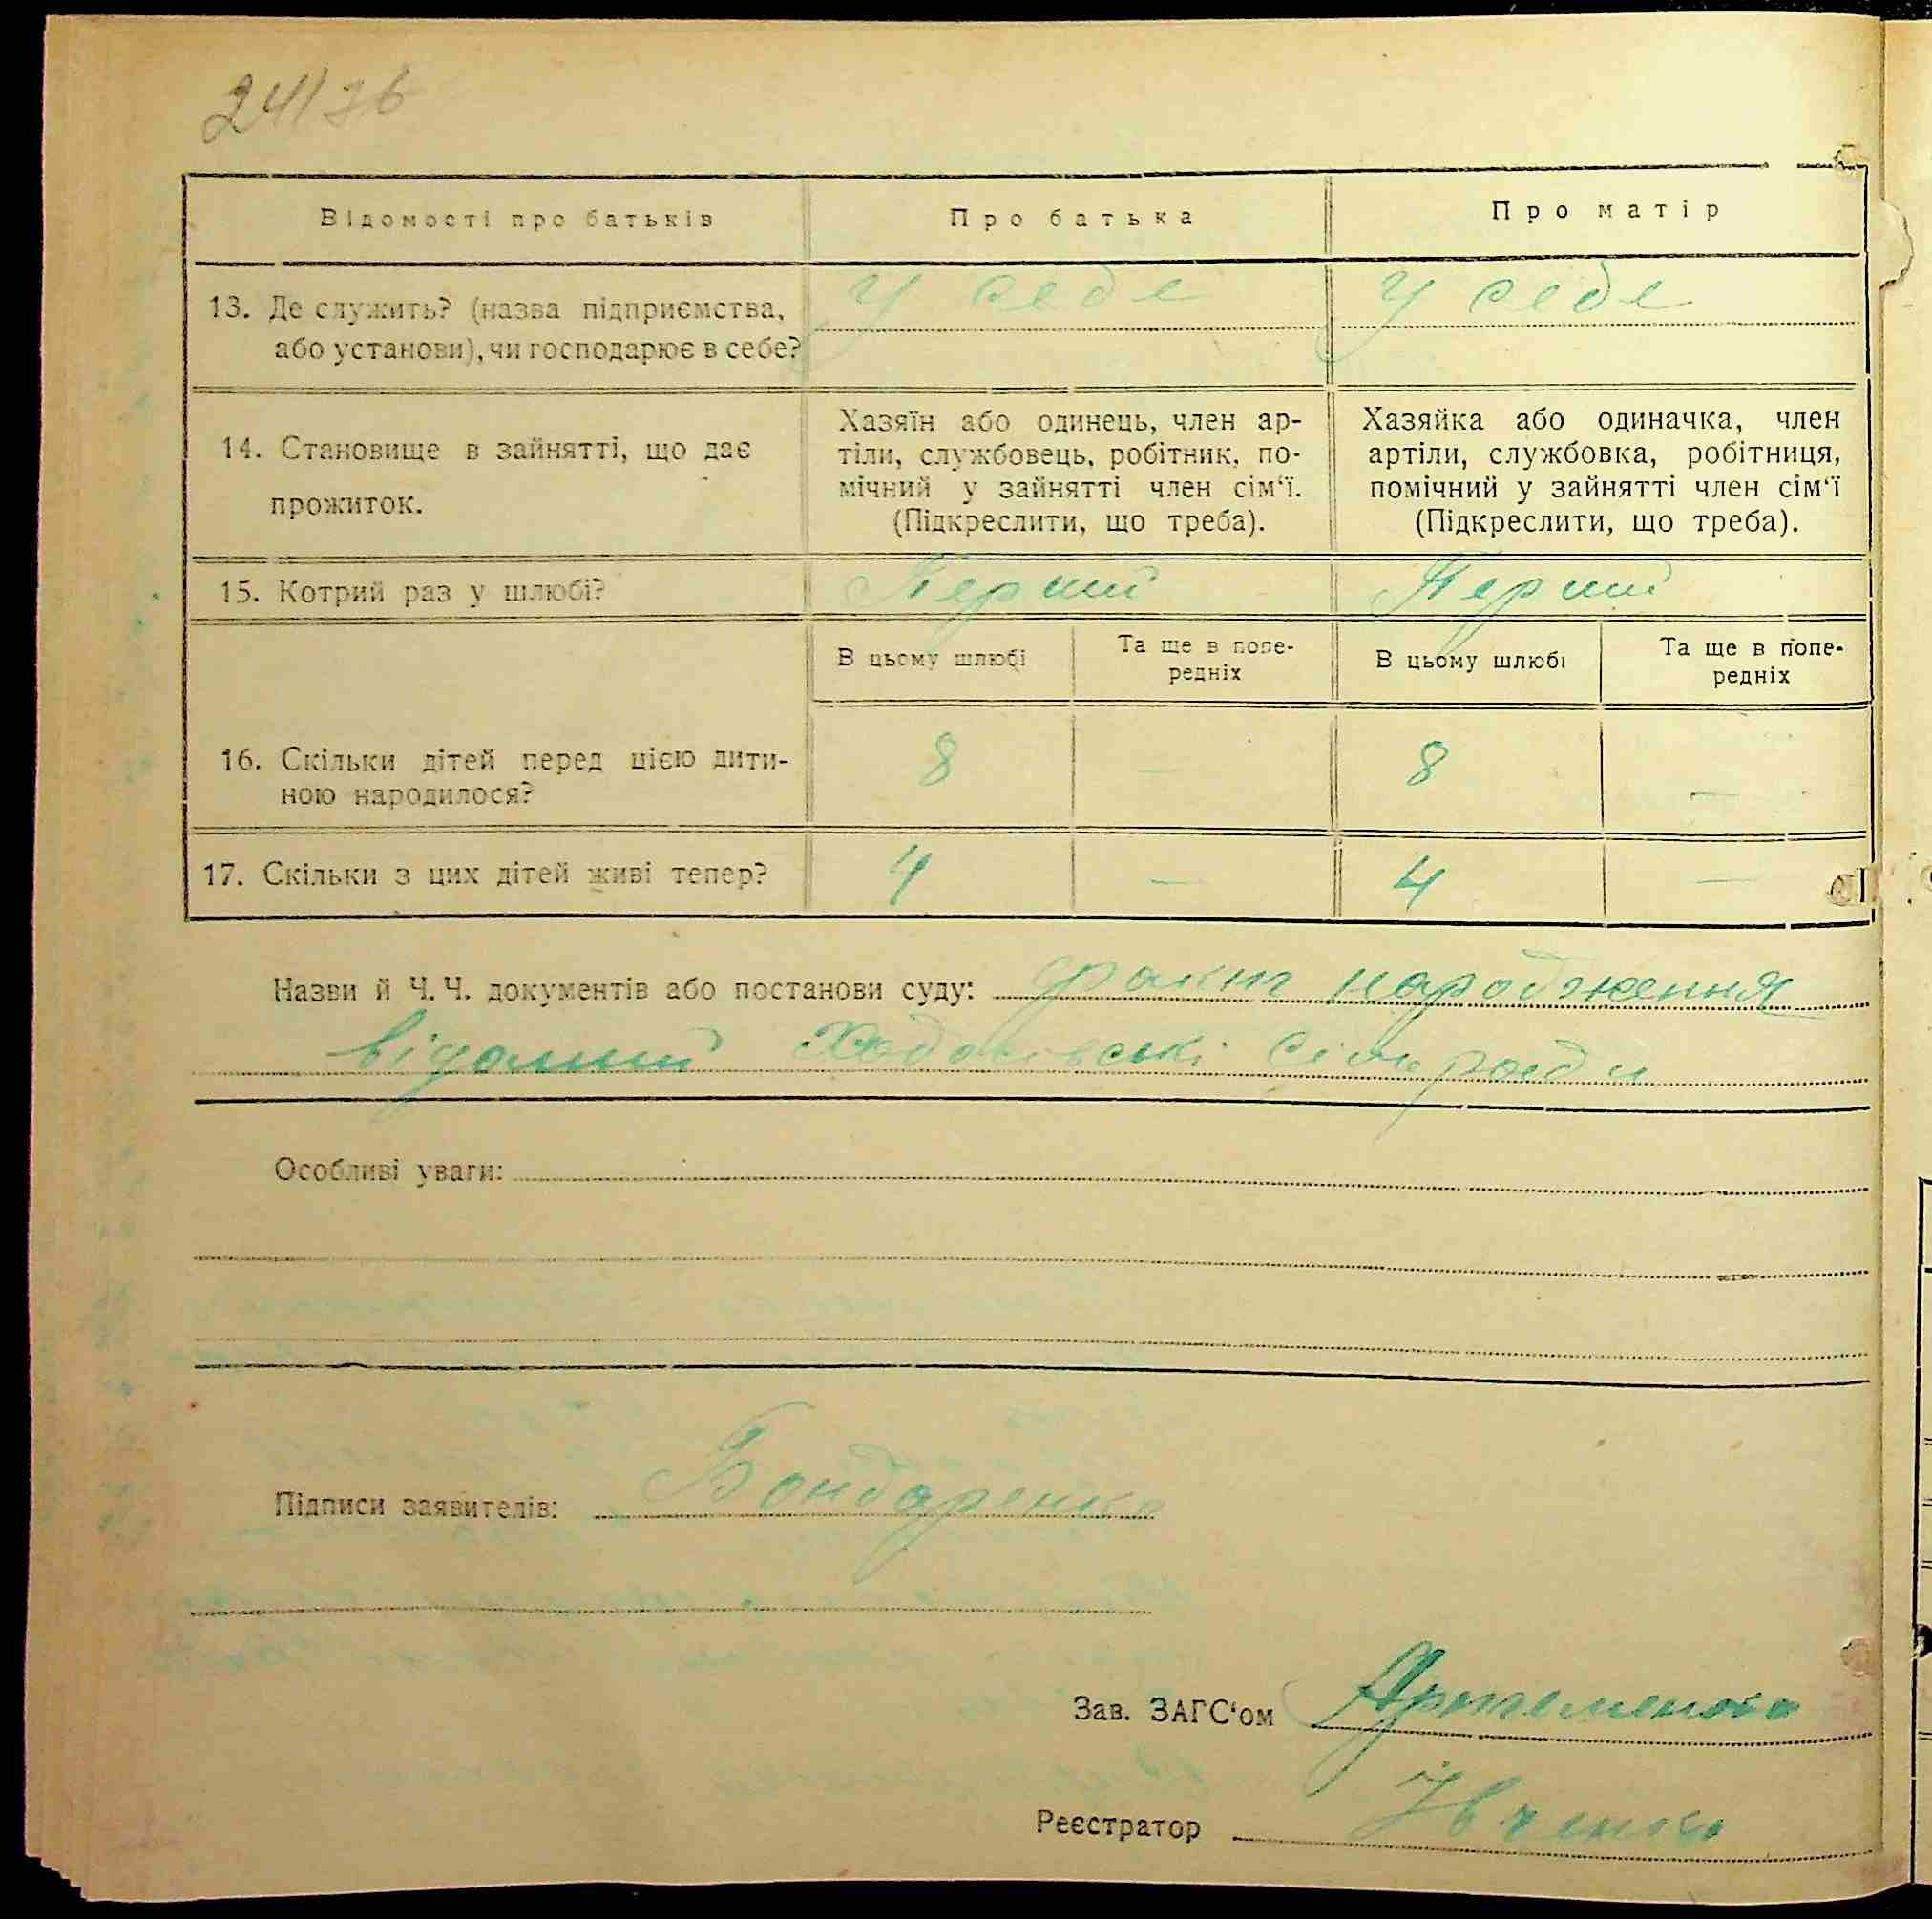 Відомості про батьків Про батька Про матір
13. Де служить? (назва підприємства, у себе у себе
або установи), чи господарює в себе?
14. Становище в зайнятті, що дає
прожиток.
Хазяїн або одинець, член ар-
тіли, службовець, робітник, по-
мічний у зайнятті член сім‘ї.
(Підкреслити, що треба).
Хазяйка або одиначка, член
артіли, службовка, робітниця,
помічний у зайнятті член сім‘ї
(Підкреслити, що треба).
15. Котрий раз у шлюбі? Перший Перший
В цьому шлюбі Та ще в попе-
редніх
В цьому шлюбі Та ще в попе-
редніх
16. Скільки дітей перед цією дити-
ною народилося?
8 — 8 —
17. Скільки з цих дітей живі тепер? 4 — 4 —
Назви й Ч. Ч. документів або постанови суду: факт народження
відомий
Особливі уваги:
Підписи заявителів: Бондаренко
Зав. ЗАГС‘ом Артеменко
Реєстратор Івченко